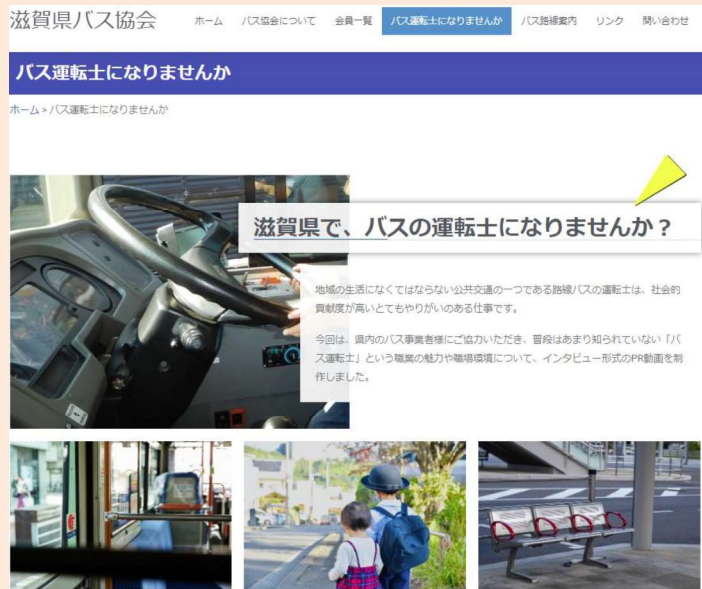 滋賀県バス協会
ホーム バス協会について 会員一覧 バス運転士になりませんか バス路線案内 リンク 問い合わせ
バス運転士になりませんか
ホーム > バス運転士になりませんか
滋賀県で、バスの運転士になりませんか？
地域の生活になくてはならない公共交通の一つである路線バスの運転士は、社会的
貢献度が高いとてもやりがいのある仕事です。
今回は、県内のバス事業者様にご協力いただき、普段はあまり知られていない「バ
ス運転士」という職業の魅力や職場環境について、インタビュー形式のPR動画を制
作しました。